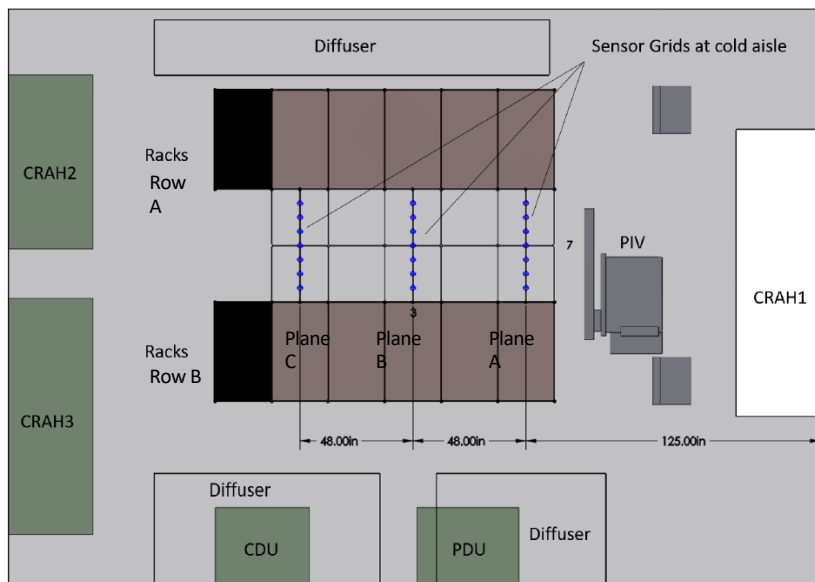 Diffuser
Sensor Grids at cold aisle
CRAH2
Racks
Row
A
PIV
7
CRAH1
3
Racks
Row B
Plane
C
Plane
B
Plane
A
CRAH3
48.00in
48.00in
125.00in
Diffuser
Diffuser
CDU
PDU